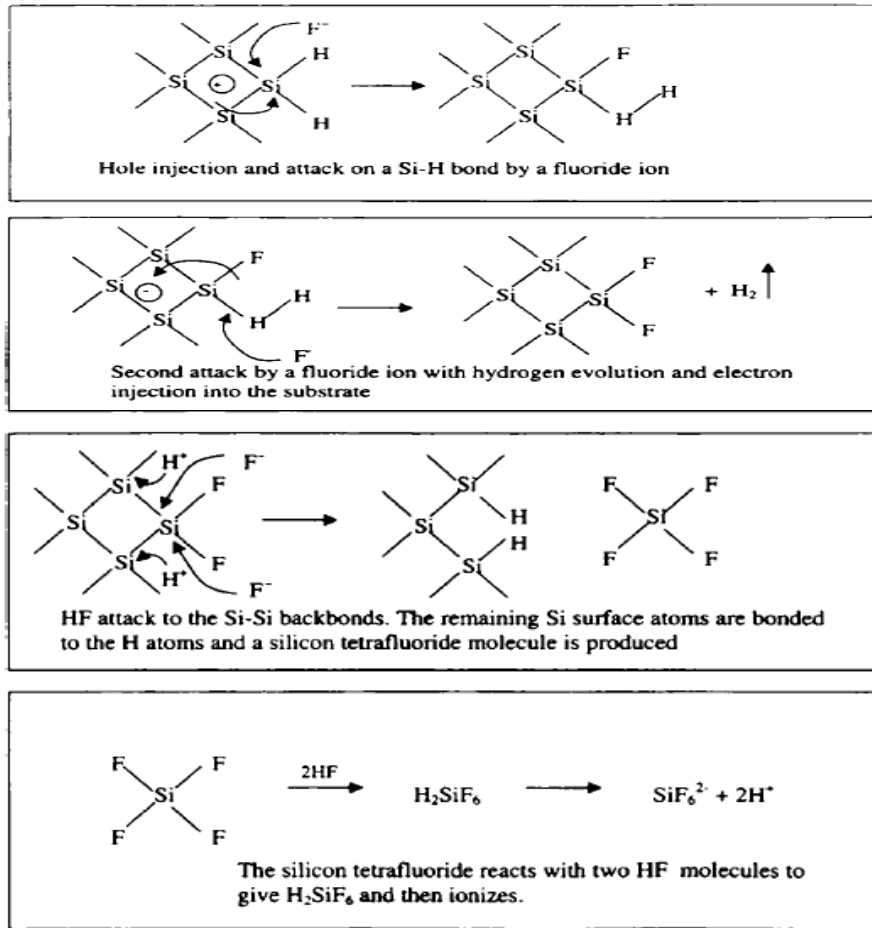 F⁻
Si H
Si + Si
Si H
Si F
Si Si H
Si H
Hole injection and attack on a Si-H bond by a fluoride ion
Si F
Si - Si H
Si H
F⁻
Si F
Si Si + H₂
Si F
Second attack by a fluoride ion with hydrogen evolution and electron
injection into the substrate
H⁺ F⁻
Si F
Si Si
Si F
H⁺ F⁻
Si
Si H
H
Si
F F
Si
F F
HF attack to the Si-Si backbonds. The remaining Si surface atoms are bonded
to the H atoms and a silicon tetrafluoride molecule is produced
F F
Si
F F
2HF
H₂SiF₆
SiF₆²⁻ + 2H⁺
The silicon tetrafluoride reacts with two HF molecules to
give H₂SiF₆ and then ionizes.